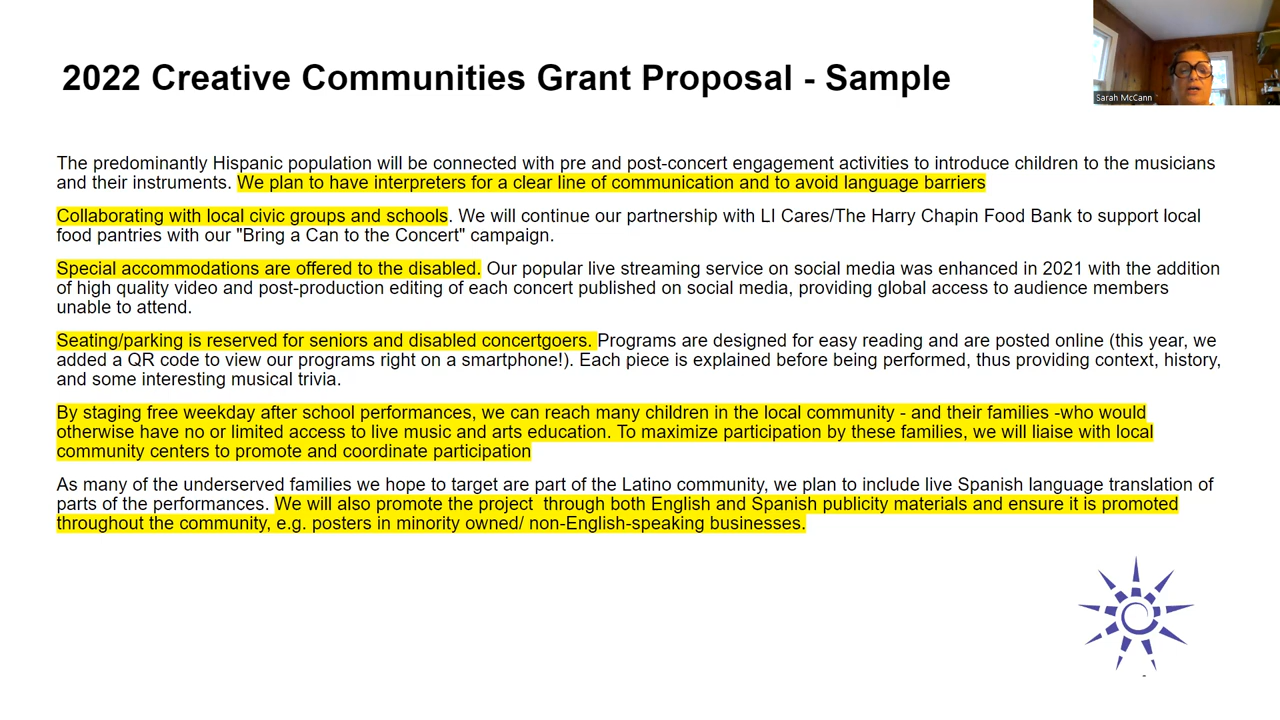 2022 Creative Communities Grant Proposal - Sample
Sarah McCann
The predominantly Hispanic population will be connected with pre and post-concert engagement activities to introduce children to the musicians
and their instruments. We plan to have interpreters for a clear line of communication and to avoid language barriers
Collaborating with local civic groups and schools. We will continue our partnership with LI Cares/The Harry Chapin Food Bank to support local
food pantries with our "Bring a Can to the Concert" campaign.
Special accommodations are offered to the disabled. Our popular live streaming service on social media was enhanced in 2021 with the addition
of high quality video and post-production editing of each concert published on social media, providing global access to audience members
unable to attend.
Seating/parking is reserved for seniors and disabled concertgoers. Programs are designed for easy reading and are posted online (this year, we
added a QR code to view our programs right on a smartphone!). Each piece is explained before being performed, thus providing context, history,
and some interesting musical trivia.
By staging free weekday after school performances, we can reach many children in the local community - and their families -who would
otherwise have no or limited access to live music and arts education. To maximize participation by these families, we will liaise with local
community centers to promote and coordinate participation
As many of the underserved families we hope to target are part of the Latino community, we plan to include live Spanish language translation of
parts of the performances. We will also promote the project  through both English and Spanish publicity materials and ensure it is promoted
throughout the community, e.g. posters in minority owned/ non-English-speaking businesses.